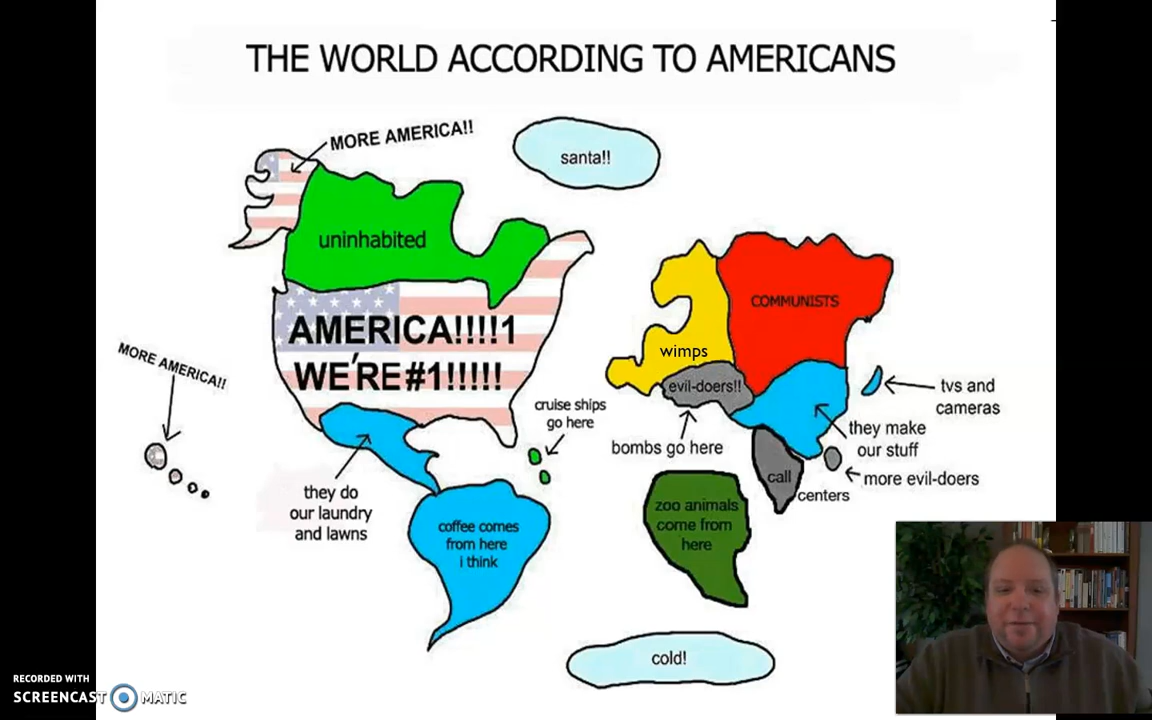 THE WORLD ACCORDING TO AMERICANS
MORE AMERICA!!
santa!!
uninhabited
COMMUNISTS
AMERICA!!!!1
WE'RE #1!!!!!
wimps
MORE AMERICA!!
evil-doers!!
tvs and
cameras
cruise ships
go here
bombs go here
they make
our stuff
they do
our laundry
and lawns
call
centers
more evil-doers
coffee comes
from here
i think
zoo animals
come from
here
cold!
RECORDED WITH
SCREENCAST MATIC